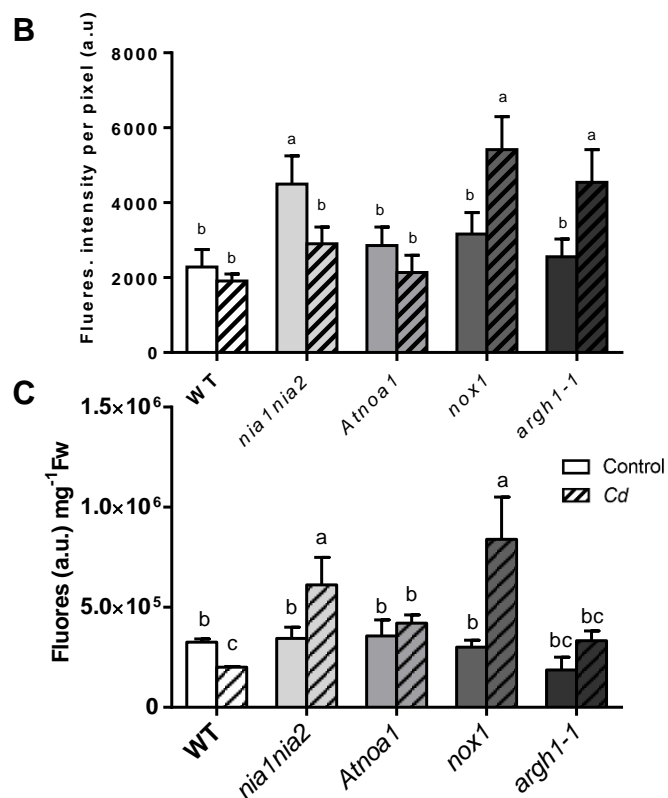 B
Flueres. intensity per pixel (a.u)
8000
6000
4000
2000
0
b
b
a
b
b
b
b
a
b
a
WT
nia1nia2
Atnoa1
nox1
argh1-1
C
Fluores (a.u.) mg⁻¹Fw
1.5×10⁶
1.0×10⁶
5.0×10⁵
0
b
c
b
a
b
b
b
a
bc
bc
Control
Cd
WT
nia1nia2
Atnoa1
nox1
argh1-1